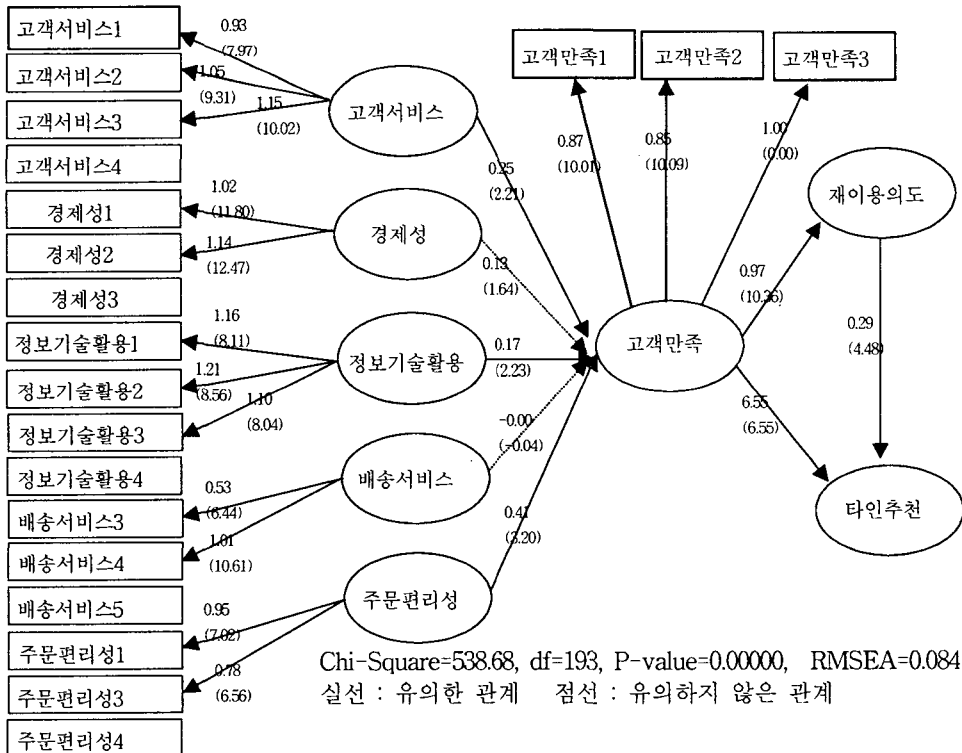 고객서비스1
고객서비스2
고객서비스3
고객서비스4
경제성1
경제성2
경제성3
정보기술활용1
정보기술활용2
정보기술활용3
정보기술활용4
배송서비스3
배송서비스4
배송서비스5
주문편리성1
주문편리성3
주문편리성4
0.93
(7.97)
1.05
(9.31)
1.15
(10.02)
1.02
(11.80)
1.14
(12.47)
1.16
(8.11)
1.21
(8.56)
1.10
(8.04)
0.53
(6.44)
1.01
(10.61)
0.95
(7.02)
0.78
(6.56)
고객서비스
경제성
정보기술활용
배송서비스
주문편리성
0.25
(2.21)
0.13
(1.64)
0.17
(2.23)
-0.00
(-0.04)
0.41
(3.20)
고객만족1
고객만족2
고객만족3
0.87
(10.01)
0.85
(10.09)
1.00
(0.00)
고객만족
0.97
(10.36)
6.55
(6.55)
재이용의도
0.29
(4.48)
타인추천
Chi-Square=538.68, df=193, P-value=0.00000, RMSEA=0.084
실선 : 유의한 관계 점선 : 유의하지 않은 관계